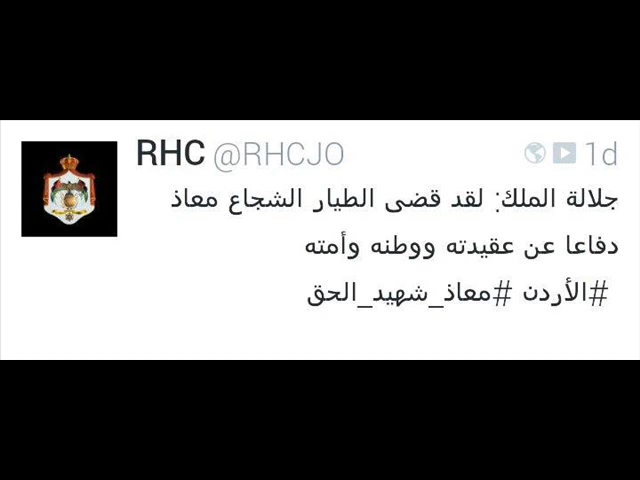 RHC @RHCJO 1d
جلالة الملك: لقد قضى الطيار الشجاع معاذ
دفاعا عن عقيدته ووطنه وأمته
#الأردن #معاذ_شهيد_الحق